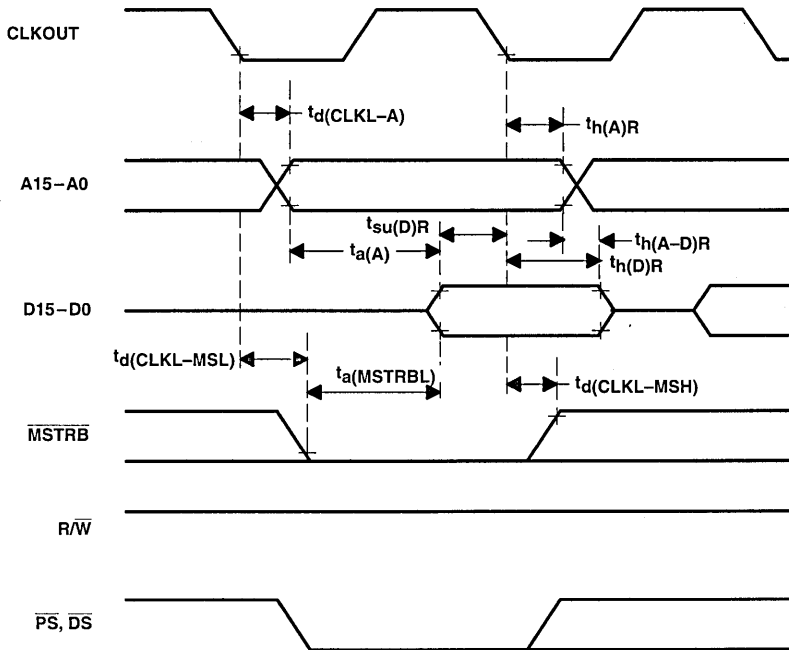 CLKOUT
td(CLKL–A)
th(A)R
A15–A0
tsu(D)R
ta(A)
th(A–D)R
th(D)R
D15–D0
td(CLKL–MSL)
ta(MSTRBL)
td(CLKL–MSH)
MSTRB
R/W
PS, DS